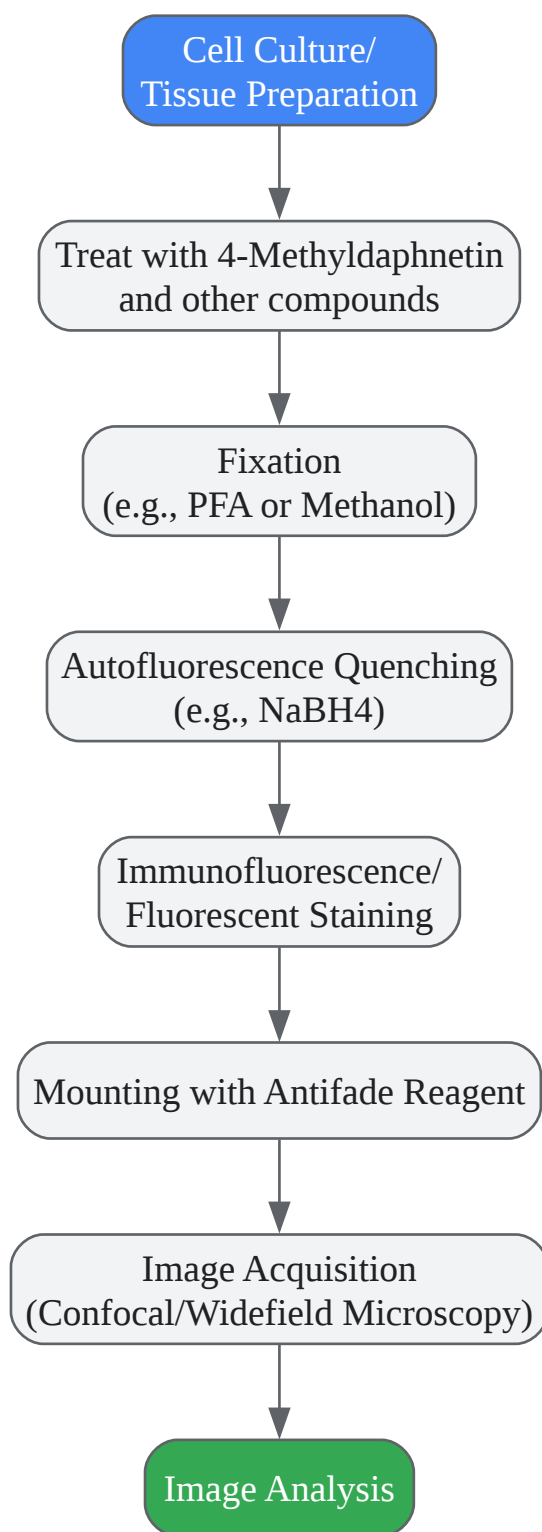 Cell Culture/
Tissue Preparation
Treat with 4-Methyldaphnetin
and other compounds
Fixation
(e.g., PFA or Methanol)
Autofluorescence Quenching
(e.g., NaBH4)
Immunofluorescence/
Fluorescent Staining
Mounting with Antifade Reagent
Image Acquisition
(Confocal/Widefield Microscopy)
Image Analysis